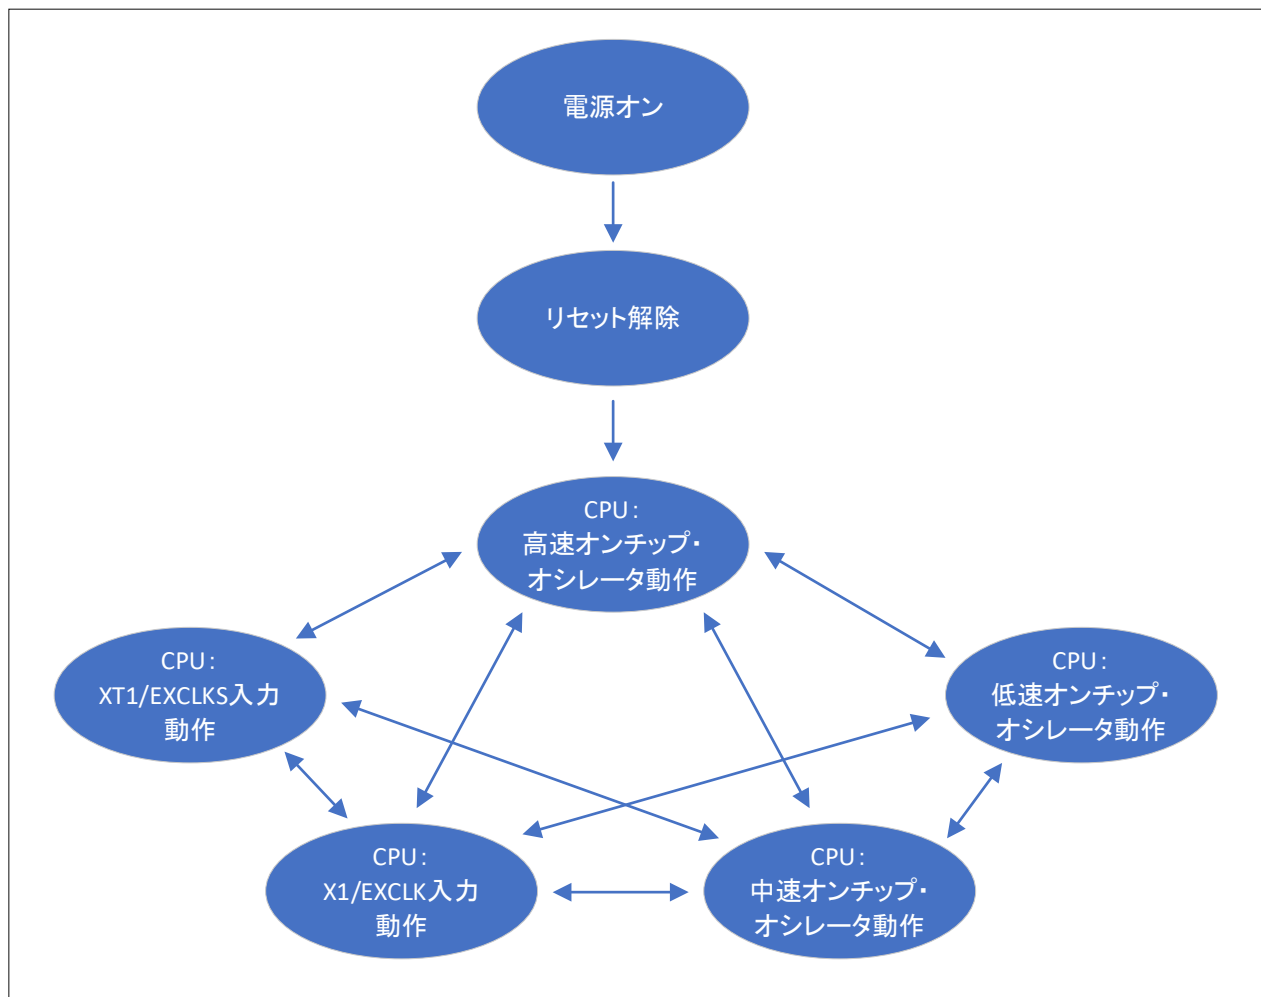 電源オン
リセット解除
CPU：
高速オンチップ・
オシレータ動作
CPU：
XT1/EXCLKS入力
動作
CPU：
低速オンチップ・
オシレータ動作
CPU：
X1/EXCLK入力
動作
CPU：
中速オンチップ・
オシレータ動作